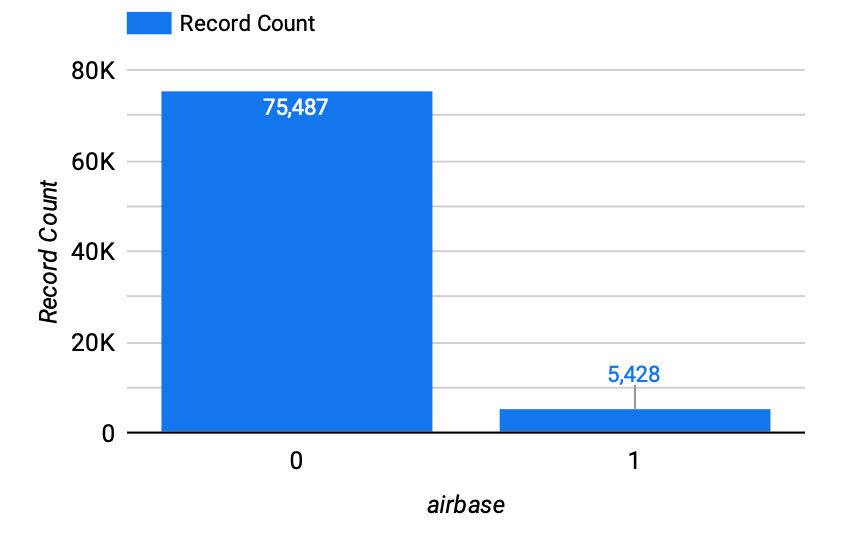 Record Count
80K
75,487
60K
Record Count
40K
20K
5,428
0
0 1
airbase